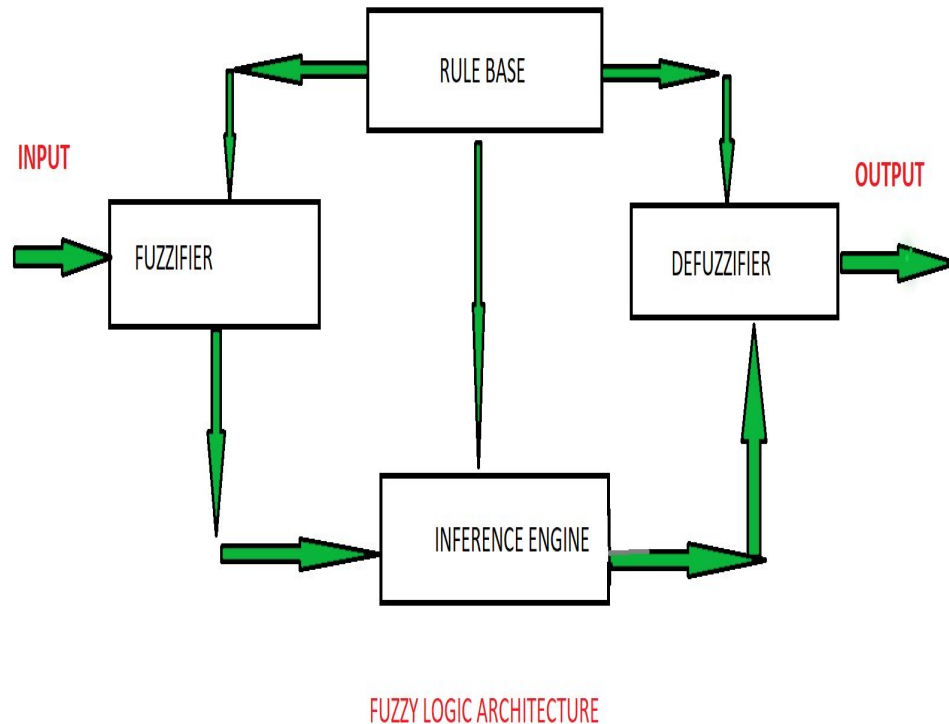 RULE BASE
INPUT
OUTPUT
FUZZIFIER
DEFUZZIFIER
INFERENCE ENGINE
FUZZY LOGIC ARCHITECTURE